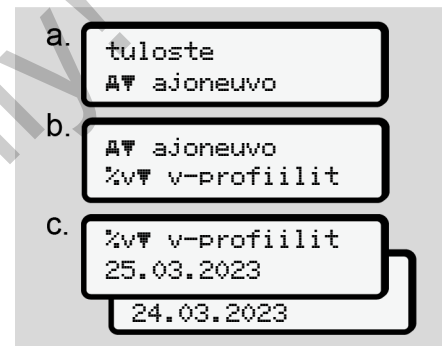 a.
tuloste
A▼ ajoneuvo
b.
A▼ ajoneuvo
%v▼ v-profiilit
c.
%v▼ v-profiilit
25.03.2023
24.03.2023